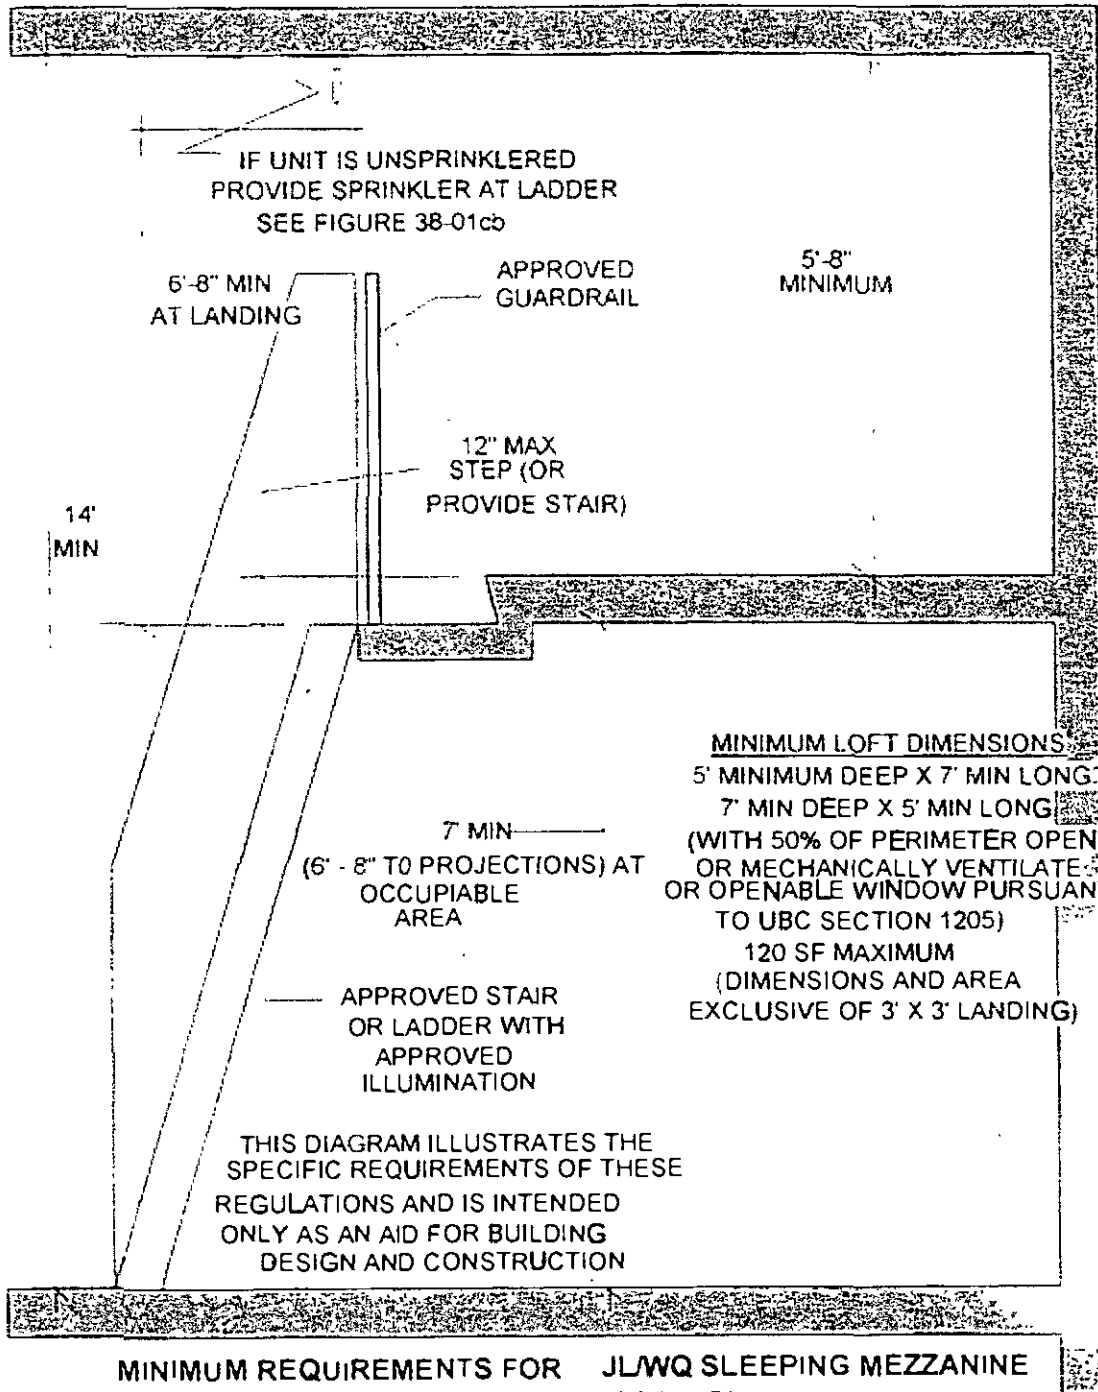 IF UNIT IS UNSPRINKLERED
PROVIDE SPRINKLER AT LADDER
SEE FIGURE 38-01cb
6'-8" MIN
AT LANDING
APPROVED
GUARDRAIL
5'-8"
MINIMUM
12" MAX
STEP (OR
PROVIDE STAIR)
14'
MIN
MINIMUM LOFT DIMENSIONS
5' MINIMUM DEEP X 7' MIN LONG
7' MIN DEEP X 5' MIN LONG
(WITH 50% OF PERIMETER OPEN
OR MECHANICALLY VENTILATE
OR OPENABLE WINDOW PURSUAN
TO UBC SECTION 1205)
120 SF MAXIMUM
(DIMENSIONS AND AREA
EXCLUSIVE OF 3' X 3' LANDING)
7' MIN
(6' - 8" TO PROJECTIONS) AT
OCCUPIABLE
AREA
APPROVED STAIR
OR LADDER WITH
APPROVED
ILLUMINATION
THIS DIAGRAM ILLUSTRATES THE
SPECIFIC REQUIREMENTS OF THESE
REGULATIONS AND IS INTENDED
ONLY AS AN AID FOR BUILDING
DESIGN AND CONSTRUCTION
MINIMUM REQUIREMENTS FOR JL/WQ SLEEPING MEZZANINE